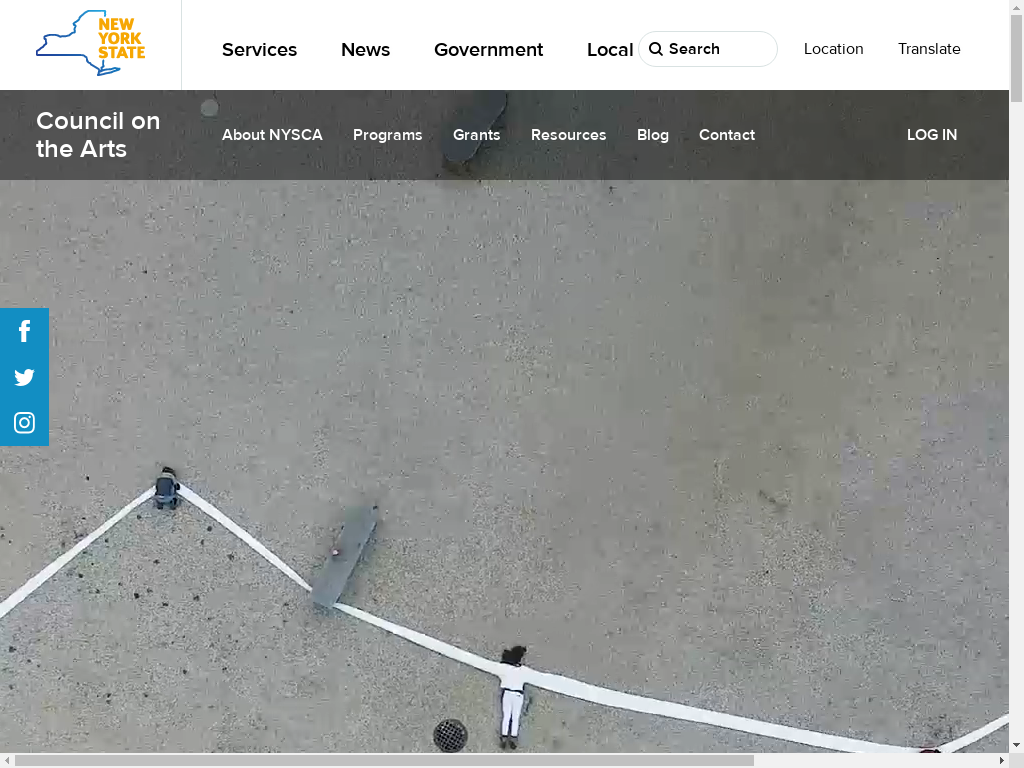 NEW
YORK
STATE
Services
News
Government
Local
Search
Location
Translate
Council on
the Arts
About NYSCA
Programs
Grants
Resources
Blog
Contact
LOG IN